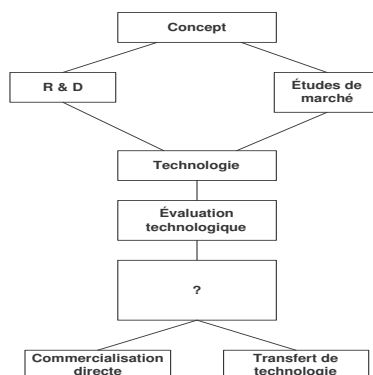 Concept
R & D
Études de
marché
Technologie
Évaluation
technologique
?
Commercialisation
directe
Transfert de
technologie